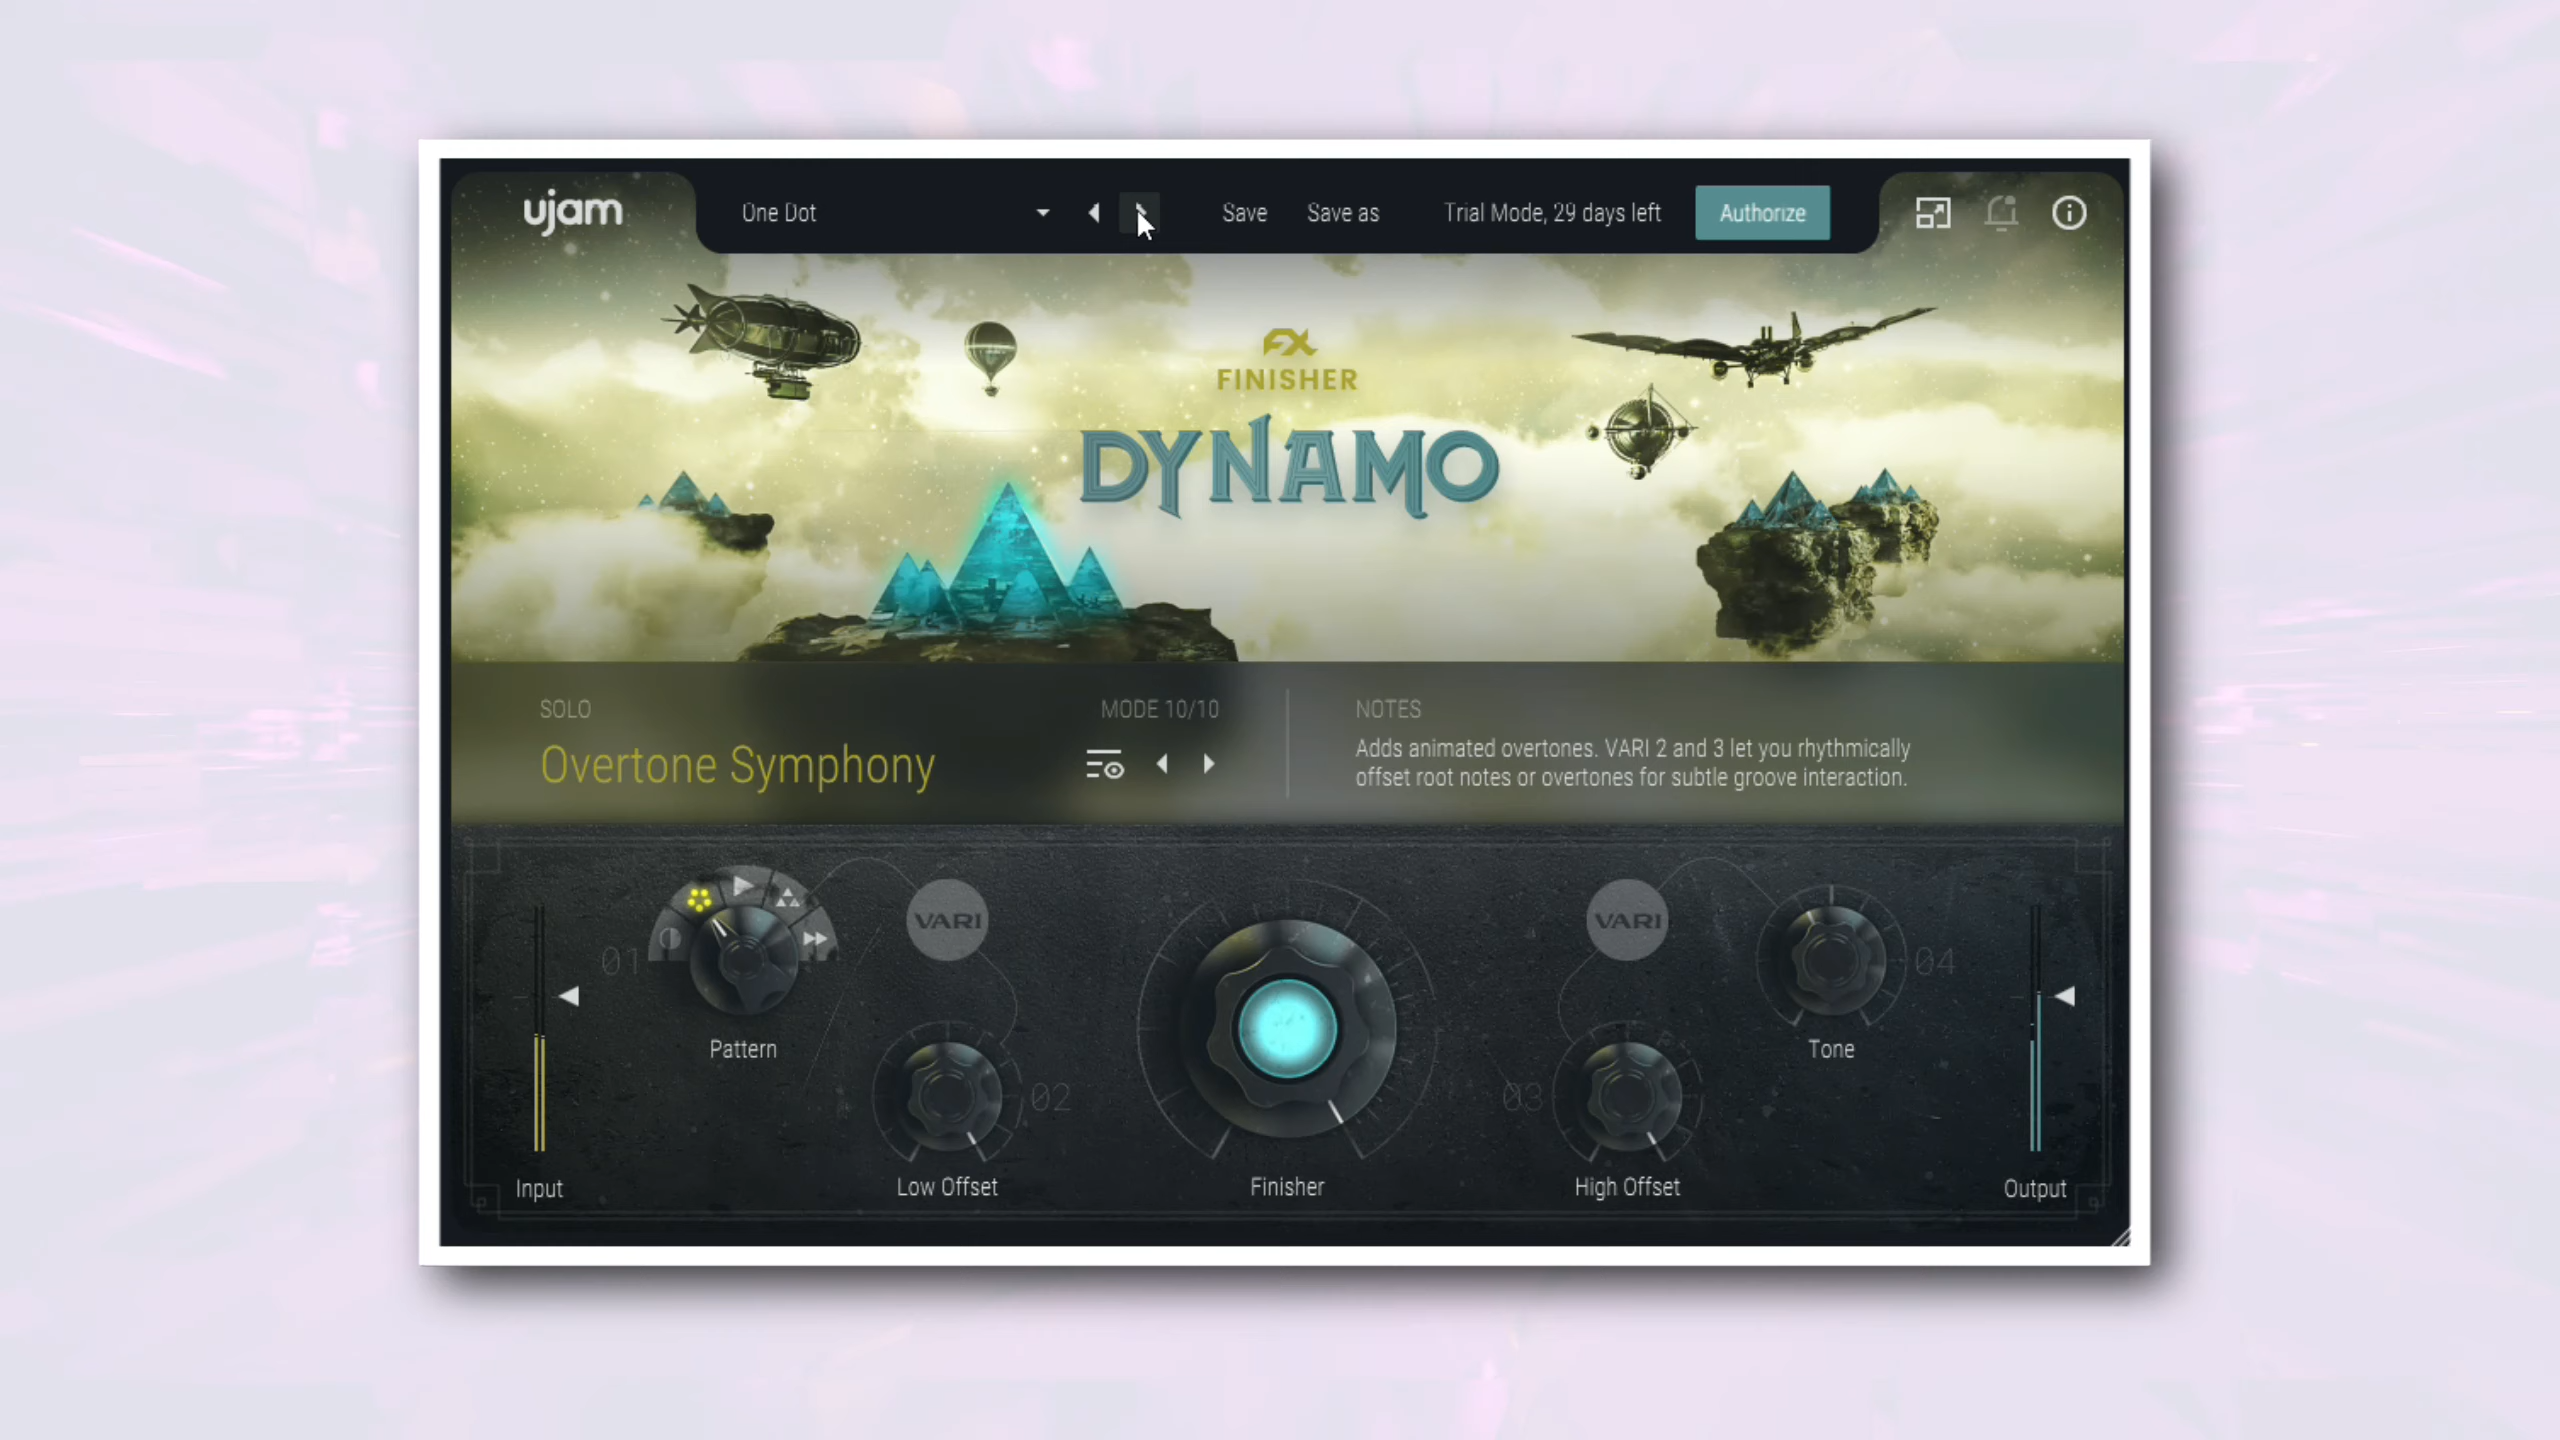 ujam
One Dot
Save
Save as
Trial Mode, 29 days left
Authorize
FX
FINISHER
DYNAMO
SOLO
Overtone Symphony
MODE 10/10
NOTES
Adds animated overtones. VARI 2 and 3 let you rhythmically
offset root notes or overtones for subtle groove interaction.
VARI
VARI
01
04
Pattern
Tone
02
03
Input
Low Offset
Finisher
High Offset
Output